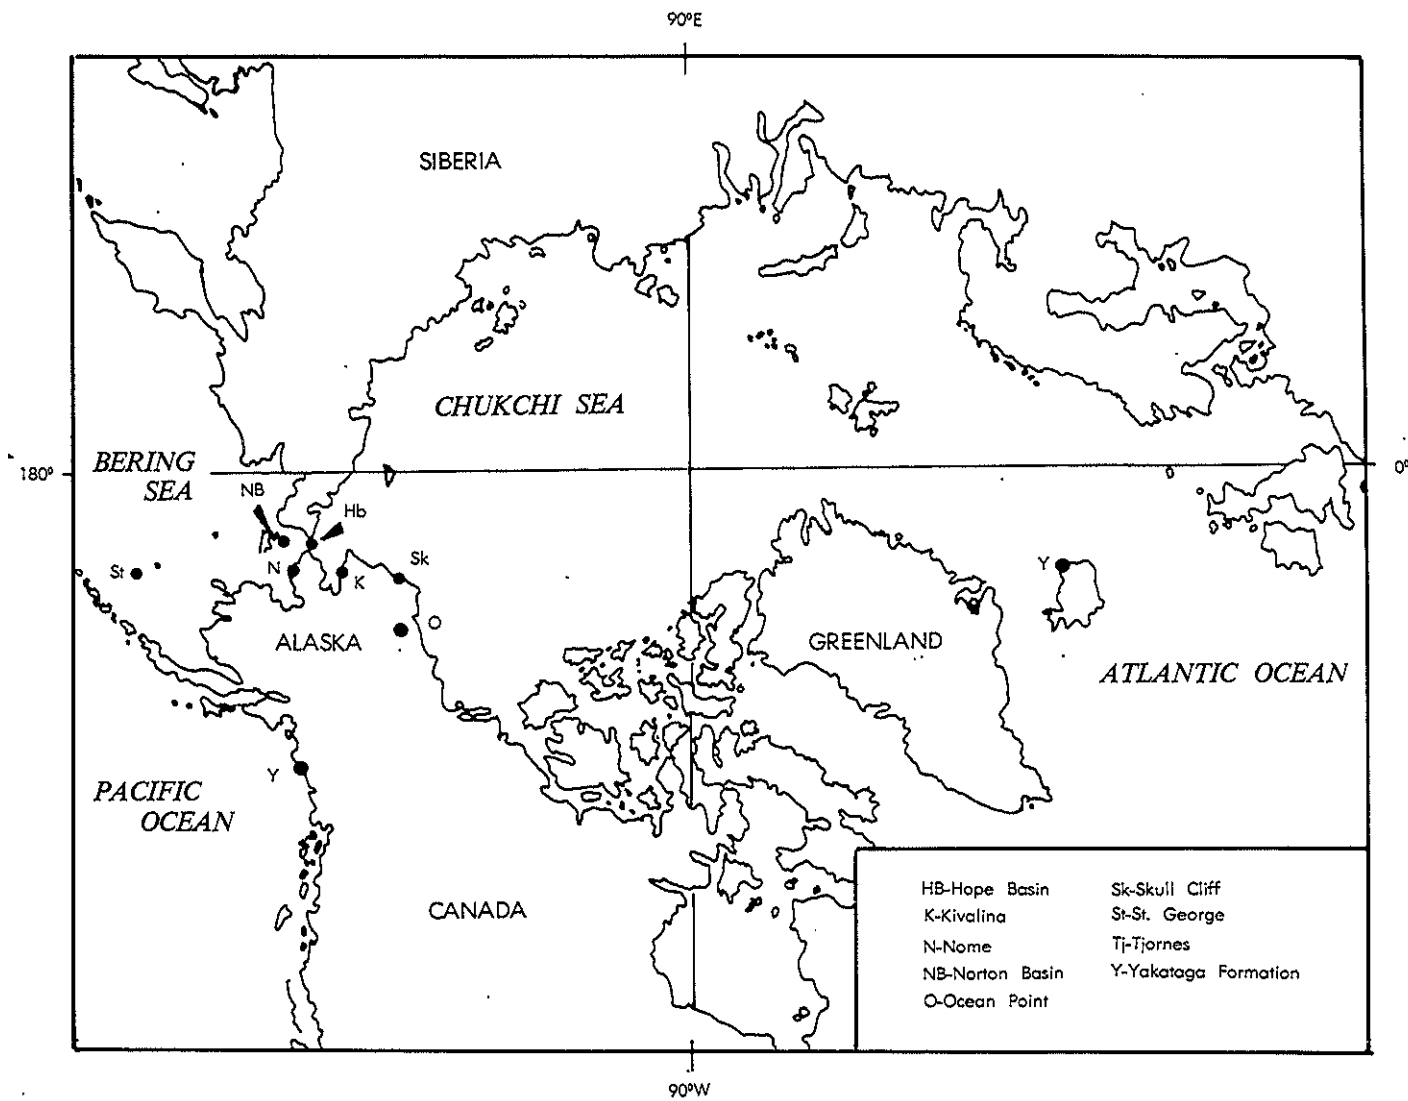 90°E
SIBERIA
CHUKCHI SEA
BERING
SEA
180°
0°
NB
Hb
St
N
K
Sk
Y
O
ALASKA
GREENLAND
ATLANTIC OCEAN
Y
PACIFIC
OCEAN
CANADA
HB-Hope Basin
K-Kivalina
N-Nome
NB-Norton Basin
O-Ocean Point
Sk-Skull Cliff
St-St. George
Tj-Tjornes
Y-Yakataga Formation
90°W